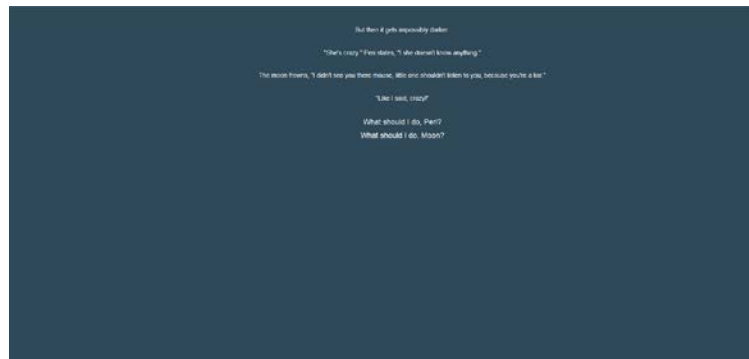 But then it gets impossibly darker.
"She's crazy." Peri states, "I she doesn't know anything."
The moon frowns, "I didn't see you there mouse, little one shouldn't listen to you, because you're a liar."
"Like I said, crazy!"
What should I do, Peri?
What should I do, Moon?